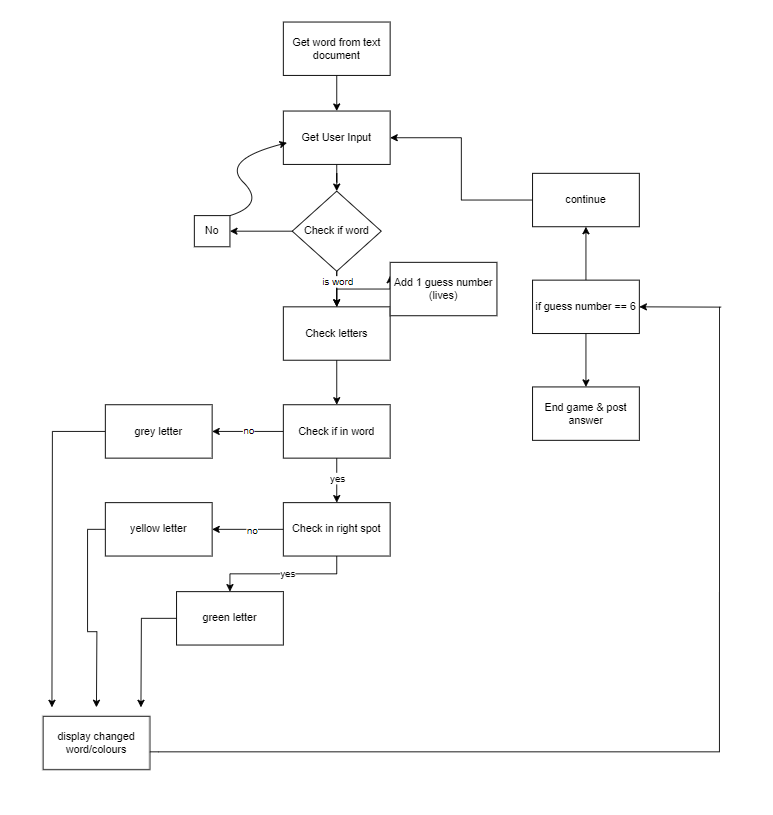 Get word from text
document
Get User Input
continue
No
Check if word
is word
Add 1 guess number
(lives)
if guess number == 6
Check letters
End game & post
answer
grey letter
no
Check if in word
yes
yellow letter
no
Check in right spot
yes
green letter
display changed
word/colours